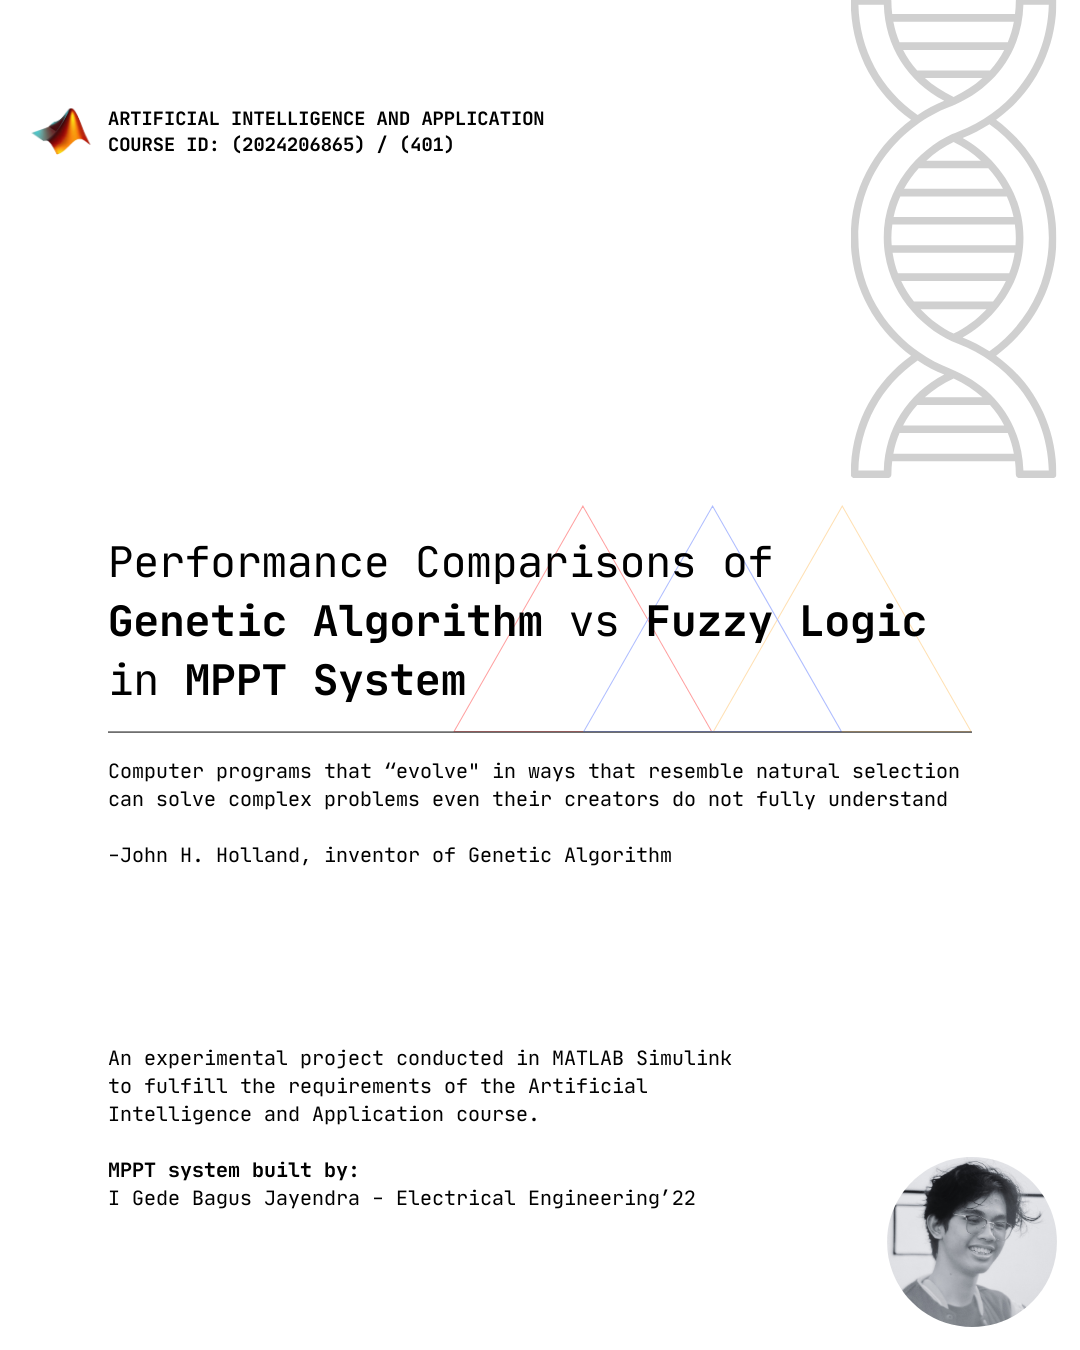 ARTIFICIAL INTELLIGENCE AND APPLICATION
COURSE ID: (2024206865) / (401)
Performance Comparisons of
Genetic Algorithm vs Fuzzy Logic
in MPPT System
Computer programs that “evolve" in ways that resemble natural selection
can solve complex problems even their creators do not fully understand
–John H. Holland, inventor of Genetic Algorithm
An experimental project conducted in MATLAB Simulink
to fulfill the requirements of the Artificial
Intelligence and Application course.
MPPT system built by:
I Gede Bagus Jayendra – Electrical Engineering’22